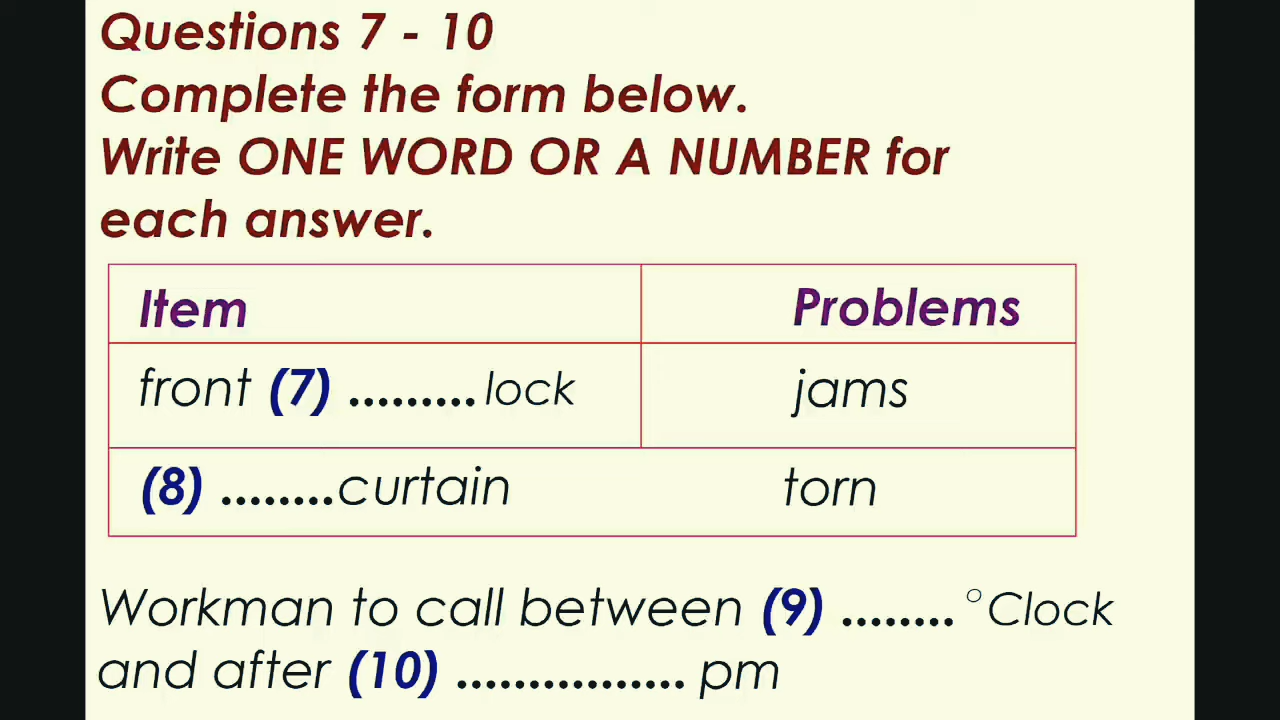 Questions 7 - 10
Complete the form below.
Write ONE WORD OR A NUMBER for
each answer.
Item Problems
front (7) ......... lock jams
(8) ........curtain torn
Workman to call between (9) ........ °Clock
and after (10) ................ pm